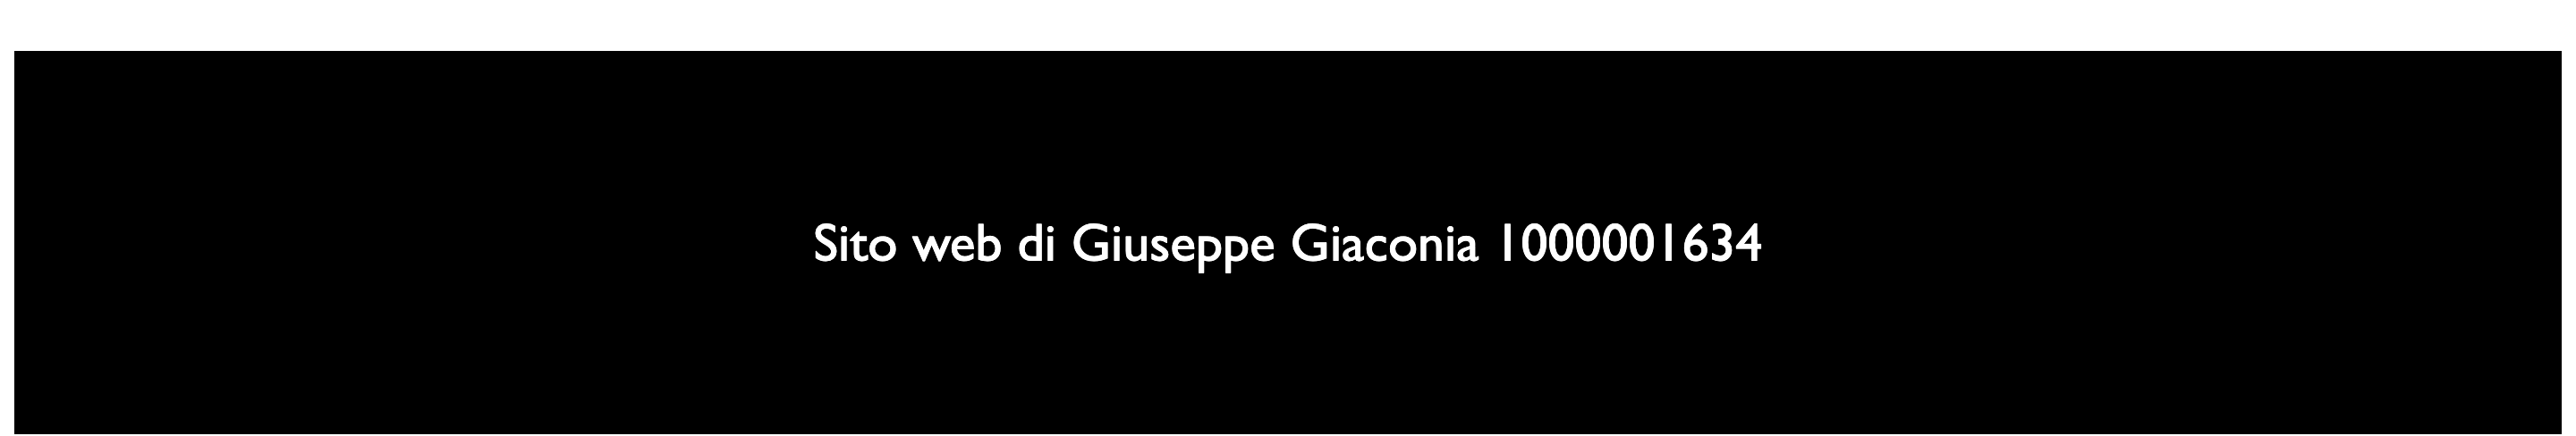 Sito web di Giuseppe Giaconia 1000001634